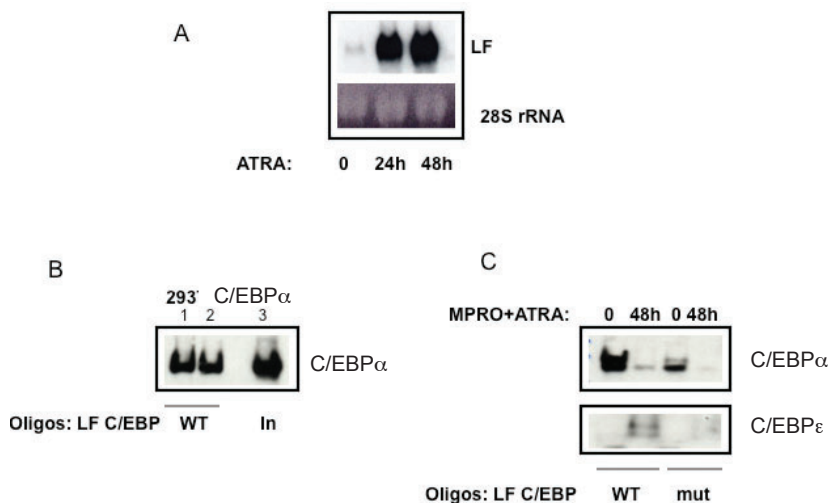 A
LF
28S rRNA
ATRA: 0 24h 48h
B
293' C/EBPα
1 2 3
C/EBPα
Oligos: LF C/EBP WT In
C
MPRO+ATRA: 0 48h 0 48h
C/EBPα
C/EBPε
Oligos: LF C/EBP WT mut